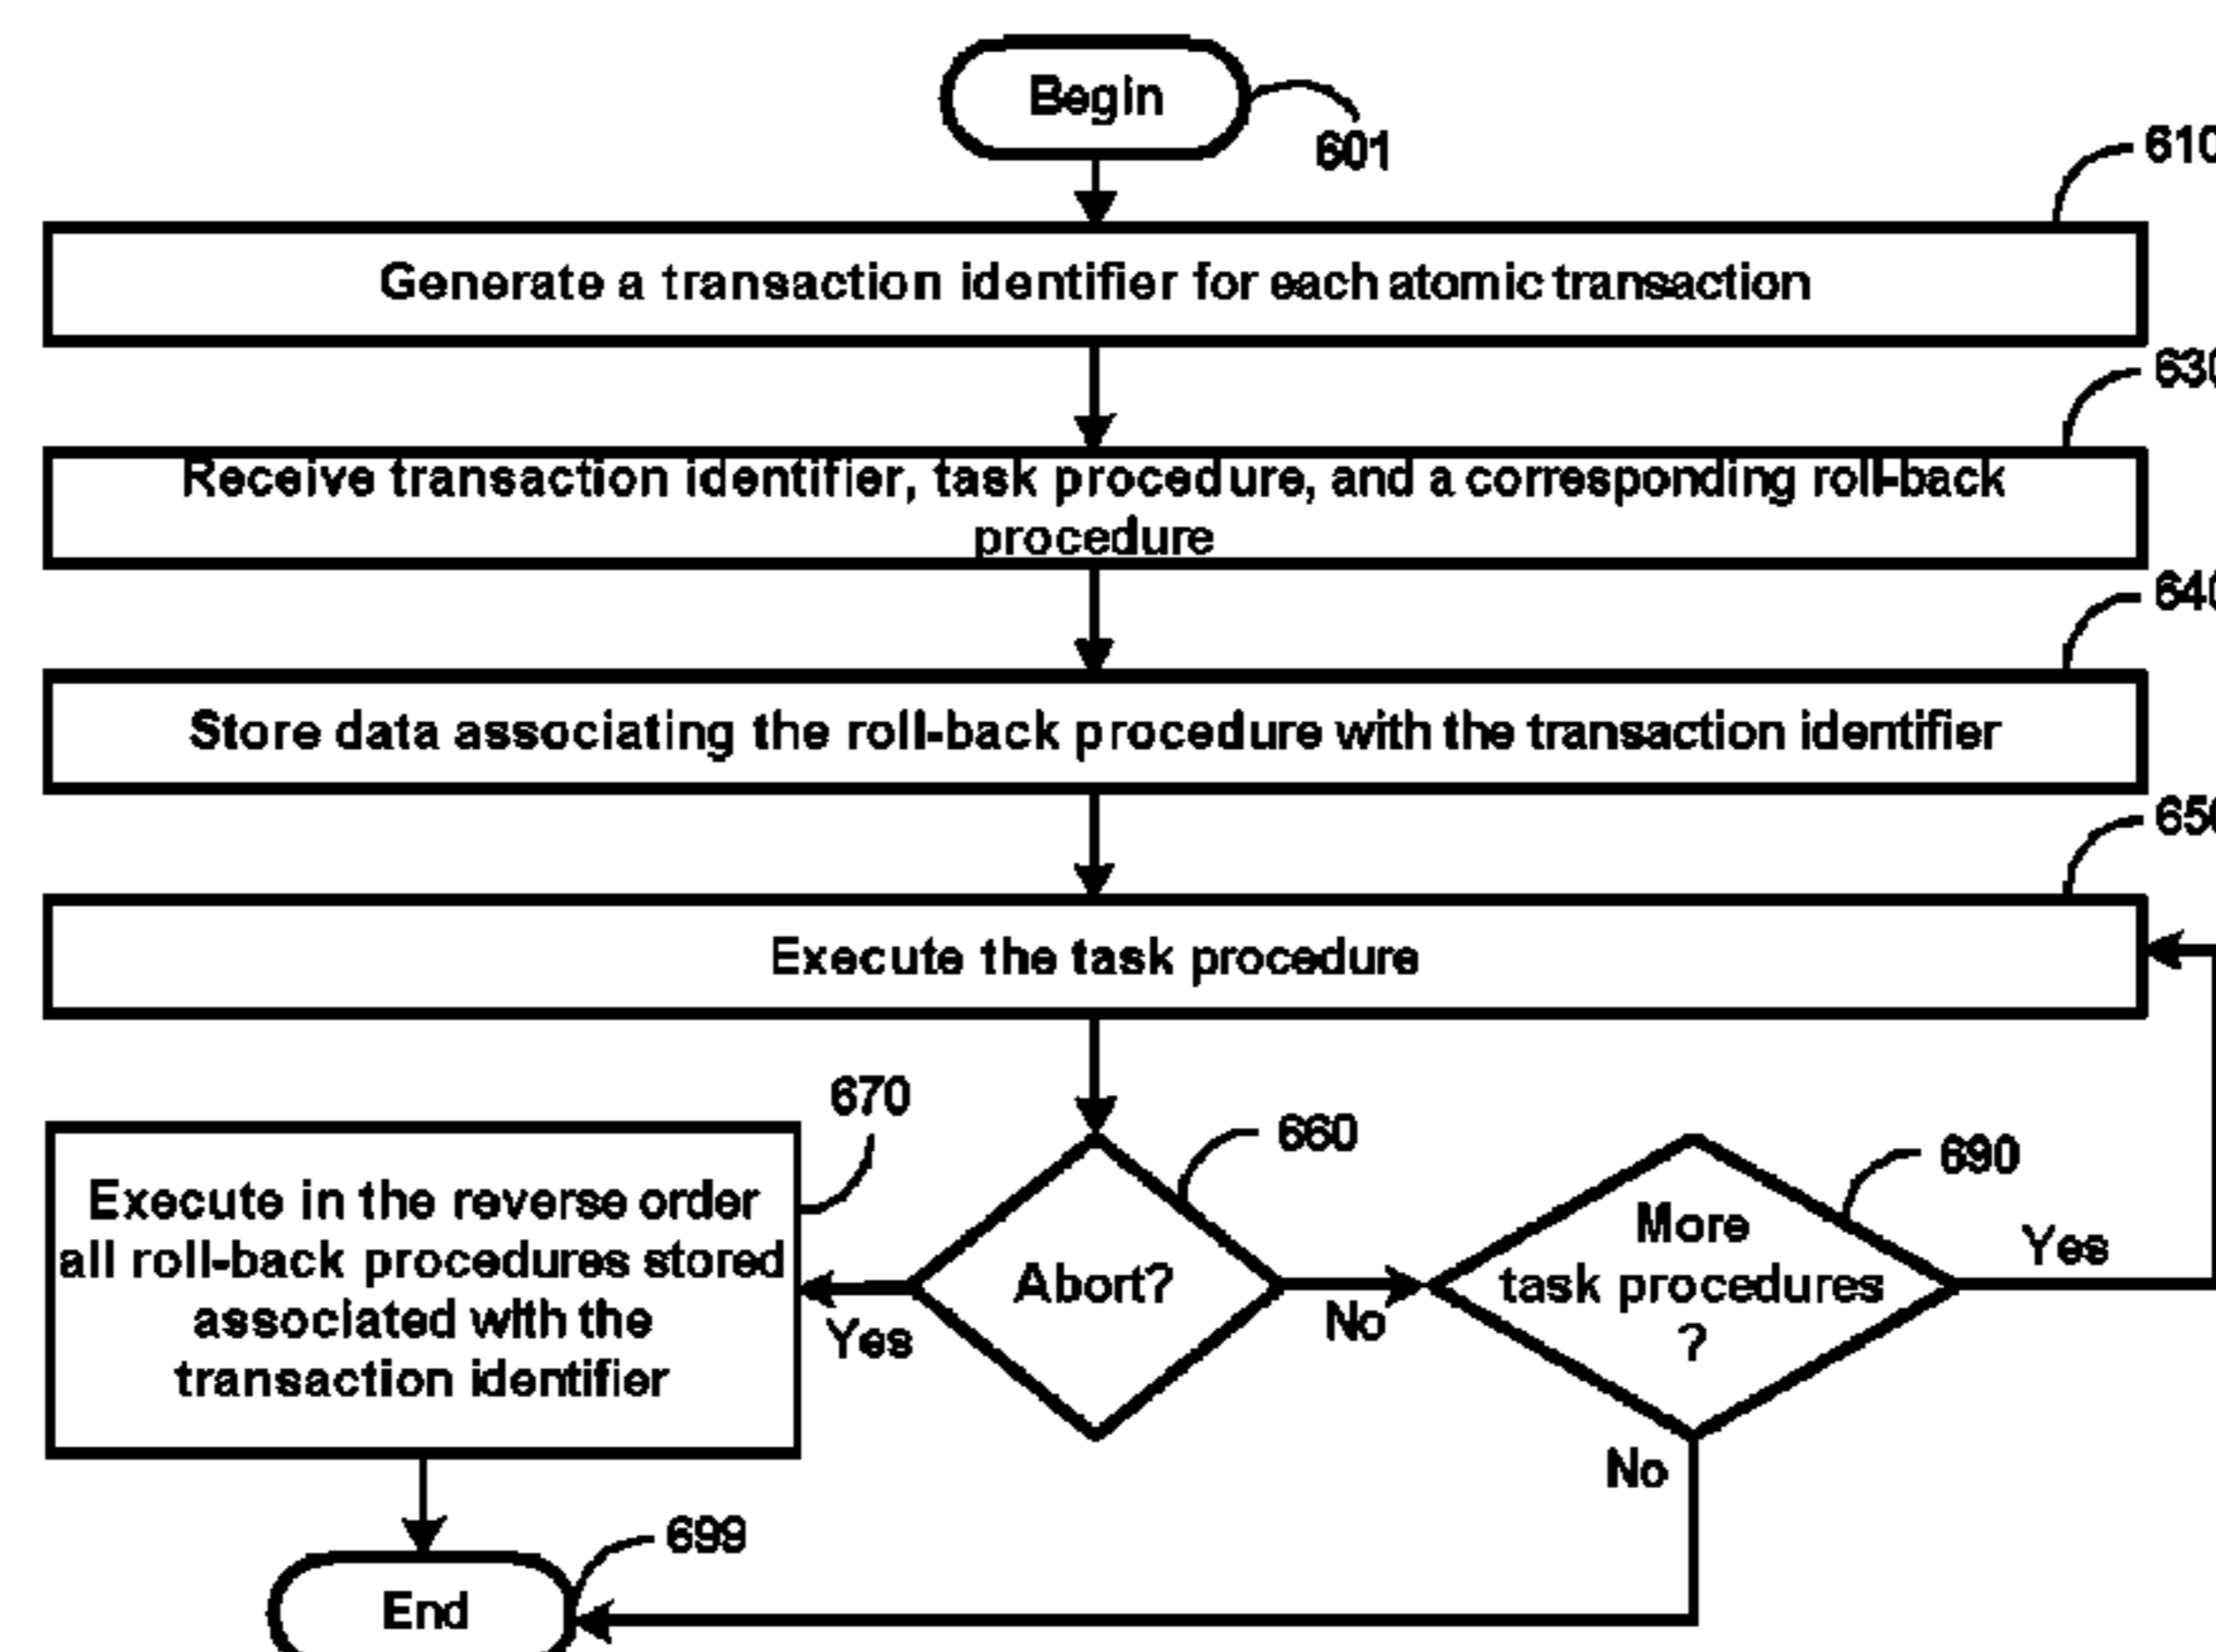 Begin
601
610
Generate a transaction identifier for each atomic transaction
630
Receive transaction identifier, task procedure, and a corresponding roll-back
procedure
640
Store data associating the roll-back procedure with the transaction identifier
650
Execute the task procedure
670
660
690
Execute in the reverse order
all roll-back procedures stored
associated with the
transaction identifier
Yes
Abort?
No
More
task procedures
?
Yes
No
699
End